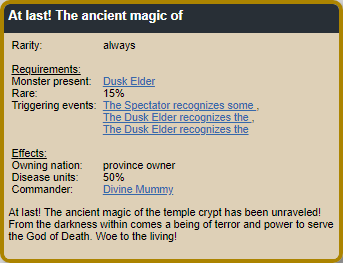 At last! The ancient magic of
Rarity: always
Requirements:
Monster present: Dusk Elder
Rare: 15%
Triggering events: The Spectator recognizes some ,
The Dusk Elder recognizes the ,
The Dusk Elder recognizes the
Effects:
Owning nation: province owner
Disease units: 50%
Commander: Divine Mummy
At last! The ancient magic of the temple crypt has been unraveled!
From the darkness within comes a being of terror and power to serve
the God of Death. Woe to the living!